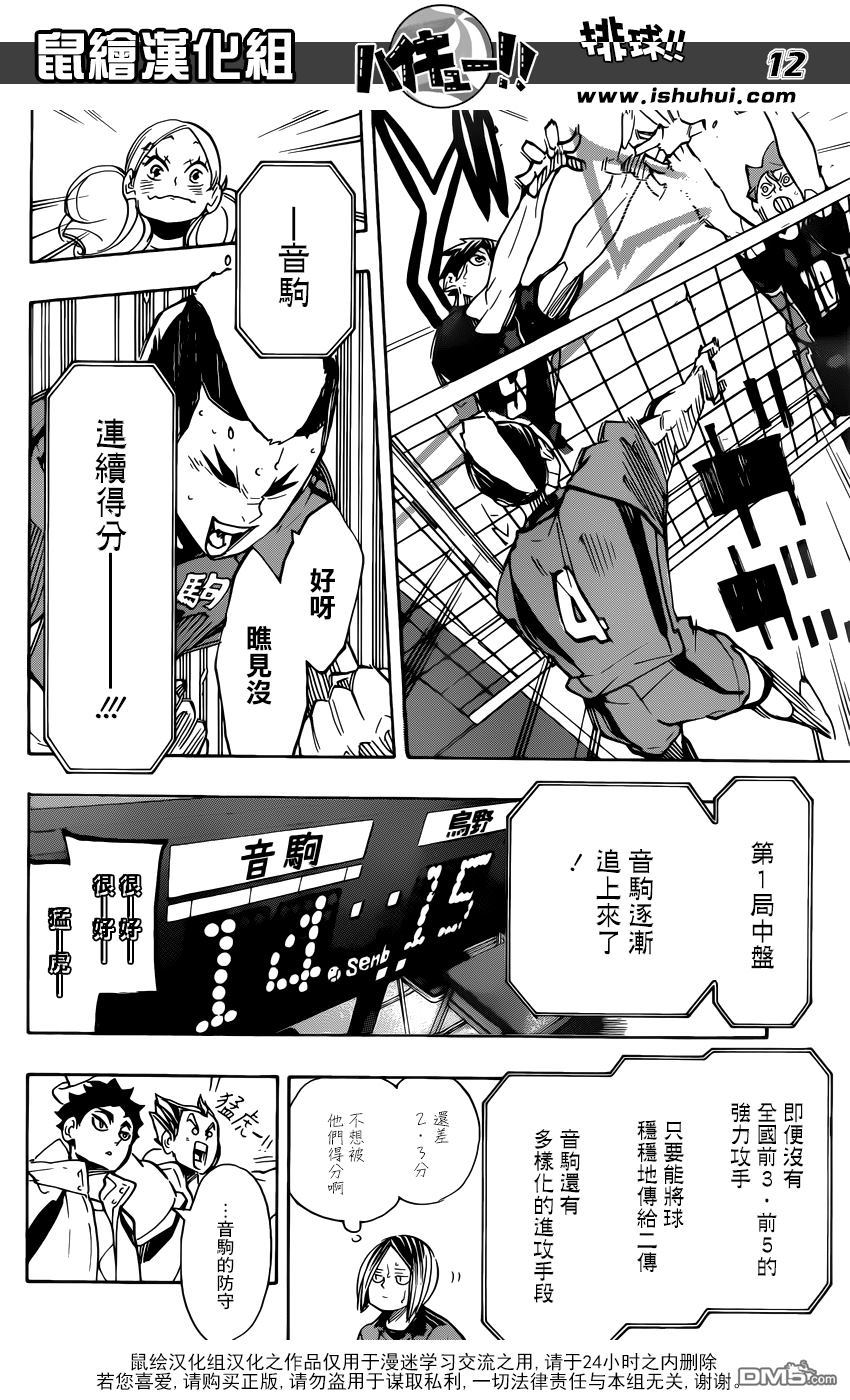 鼠繪漢化組
ハイキュー!!
排球!!
12
www.ishuhui.com
9
10
4
—音駒
連續得分——!!!
駒
好呀
瞧見沒
第1局中盤
音駒逐漸
追上來了
!
音駒
烏野
14
15
Senb
很—好—
很—好—
猛—虎—
即便沒有
全國前3·前5的
強力攻手
只要能將球
穩穩地傳給二傳
音駒還有
多樣化的進攻手段
還差
2·3分
不想被
他們得分啊
猛虎—!!
…音駒的防守
鼠绘汉化组汉化之作品仅用于漫迷学习交流之用, 请于24小时之内删除
若您喜爱, 请购买正版, 请勿滥用于谋取私利, 一切法律责任与本组无关, 谢谢。
DM5.com